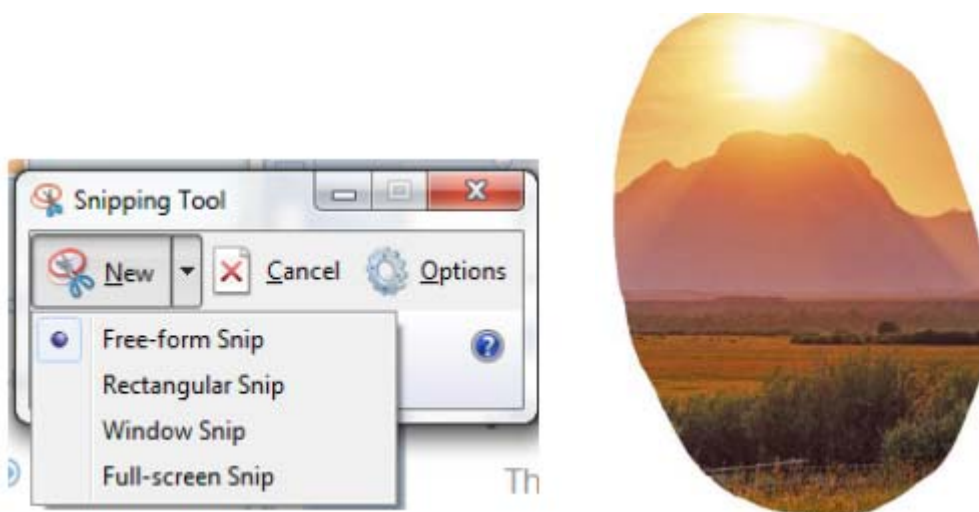 Snipping Tool
New Cancel Options
Free-form Snip
Rectangular Snip
Window Snip
Full-screen Snip
Th